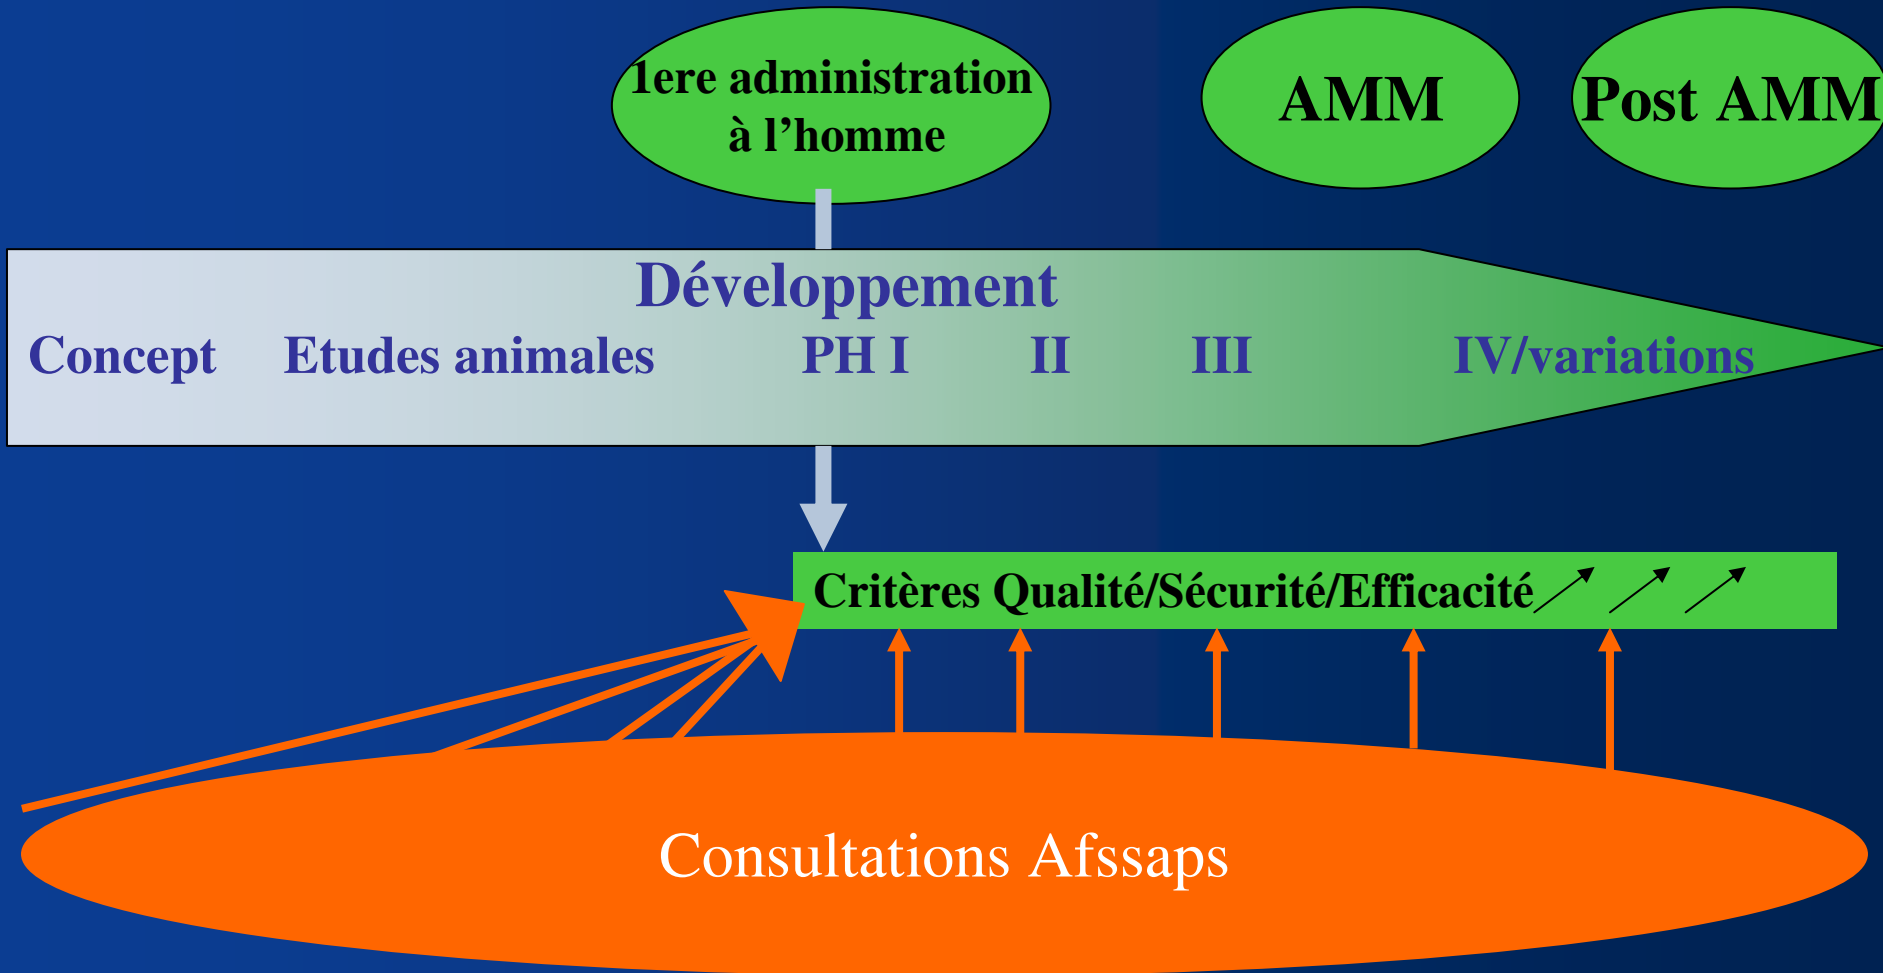 1ere administration
à l’homme
AMM
Post AMM
Développement
Concept Etudes animales PH I II III IV/variations
Critères Qualité/Sécurité/Efficacité
Consultations Afssaps